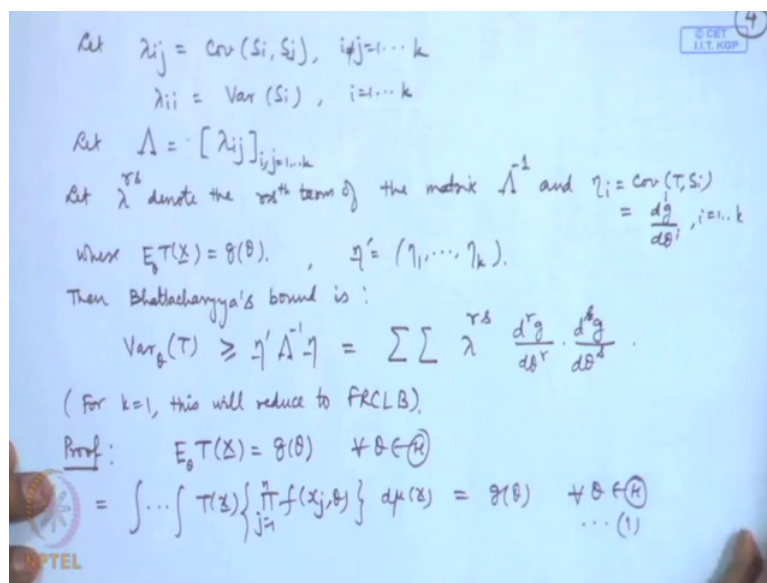 4
© CET
I.I.T. KGP
Let λij = Cov(Si, Sj), i≠j=1...k
λii = Var(Si), i=1...k
Let Λ = [λij]i,j=1...k
Let λ^rs denote the rsth term of the matrix Λ^-1 and ηi = Cov(T, Si)
= d^i g / dθ^i, i=1...k
where Eθ T(X) = g(θ). , η' = (η1, ..., ηk).
Then Bhattacharyya's bound is :
Varθ(T) ≥ η' Λ^-1 η = ΣΣ λ^rs d^r g / dθ^r . d^s g / dθ^s .
(For k=1, this will reduce to FRCLB).
Proof : Eθ T(X) = g(θ) ∀ θ ∈ Ⓗ
= ∫...∫ T(x) { ∏_{j=1}^{n} f(xj, θ) } dμ(x) = g(θ) ∀ θ ∈ Ⓗ
... (1)
NPTEL